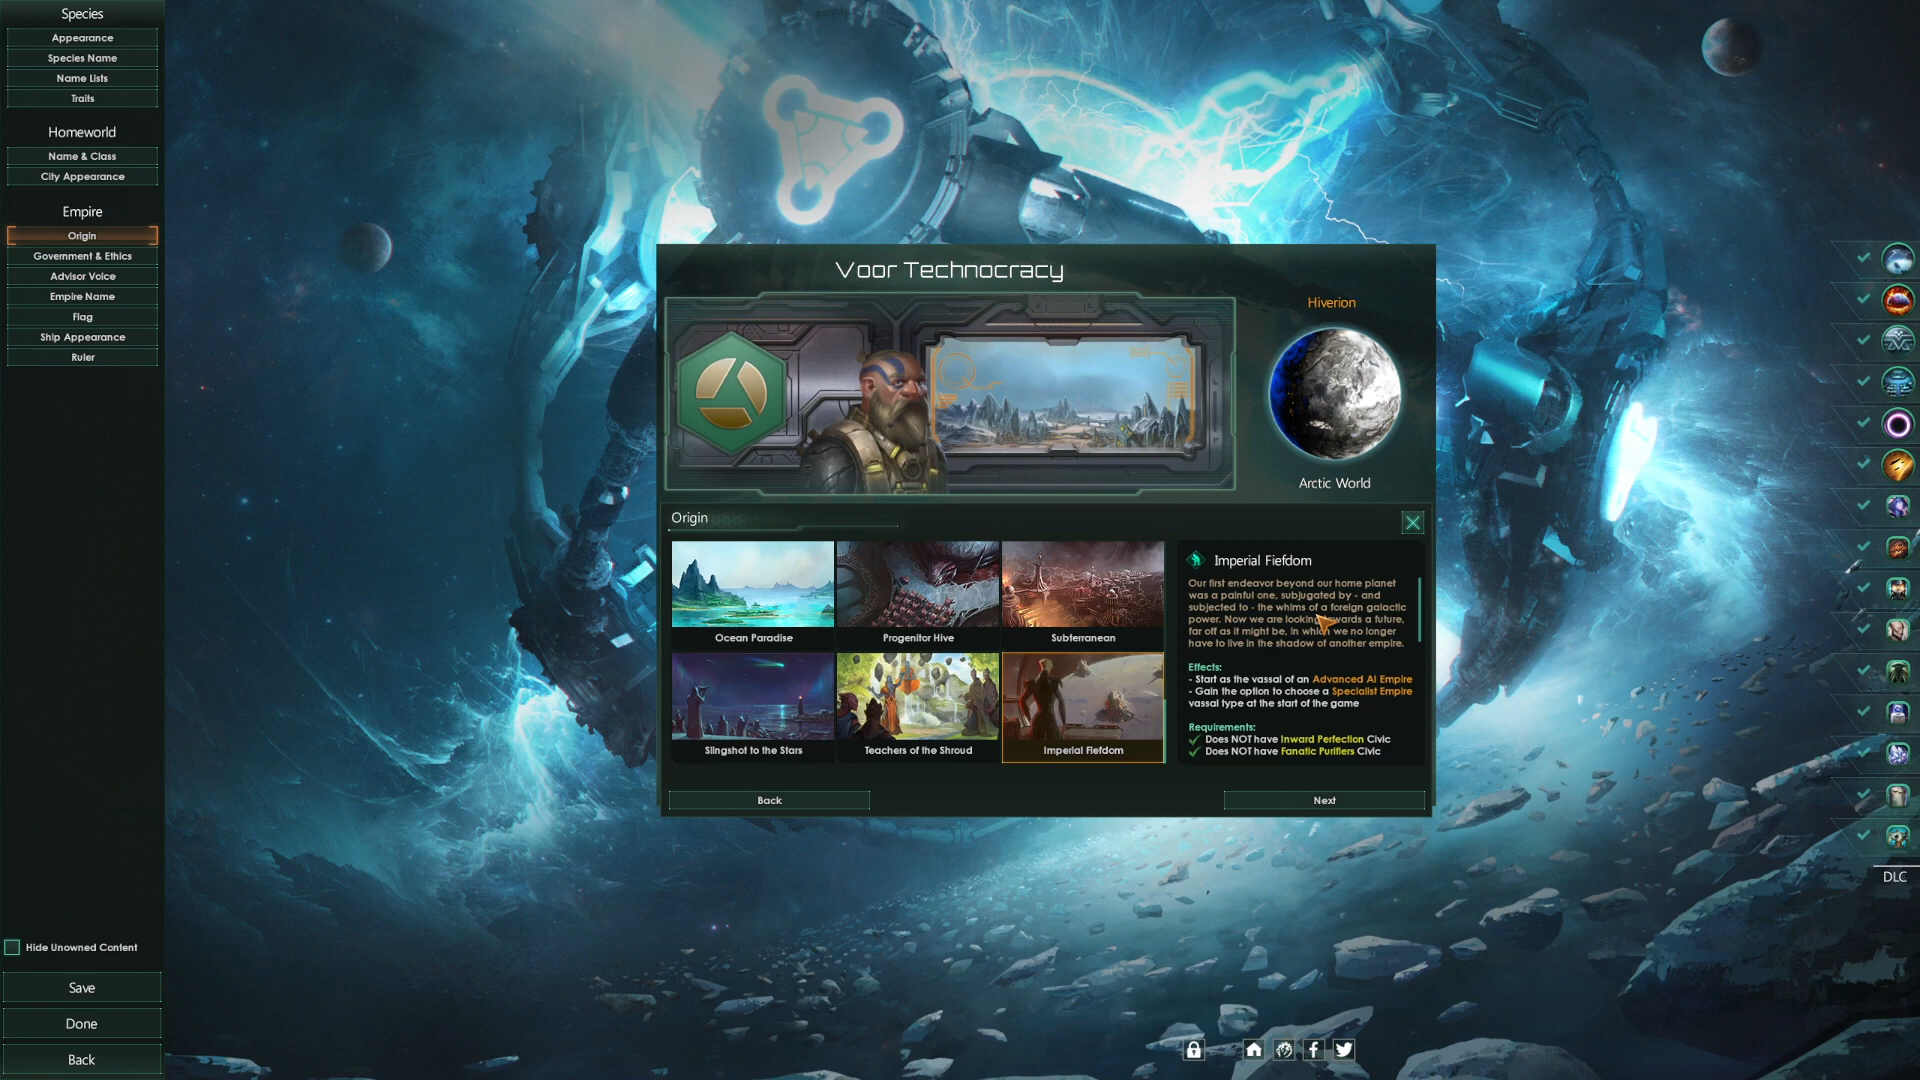 Species
Appearance
Species Name
Name Lists
Traits
Homeworld
Name & Class
City Appearance
Empire
Origin
Government & Ethics
Advisor Voice
Empire Name
Flag
Ship Appearance
Ruler
Hide Unowned Content
Save
Done
Back
Voor Technocracy
Hiverion
Arctic World
Origin
Ocean Paradise
Progenitor Hive
Subterranean
Slingshot to the Stars
Teachers of the Shroud
Imperial Fiefdom
Imperial Fiefdom
Our first endeavor beyond our home planet
was a painful one, subjugated by - and
subjected to - the whims of a foreign galactic
power. Now we are looking towards a future,
far off as it might be, in which we no longer
have to live in the shadow of another empire.
Effects:
- Start as the vassal of an Advanced AI Empire
- Gain the option to choose a Specialist Empire
vassal type at the start of the game
Requirements:
Does NOT have Inward Perfection Civic
Does NOT have Fanatic Purifiers Civic
Back
Next
DLC